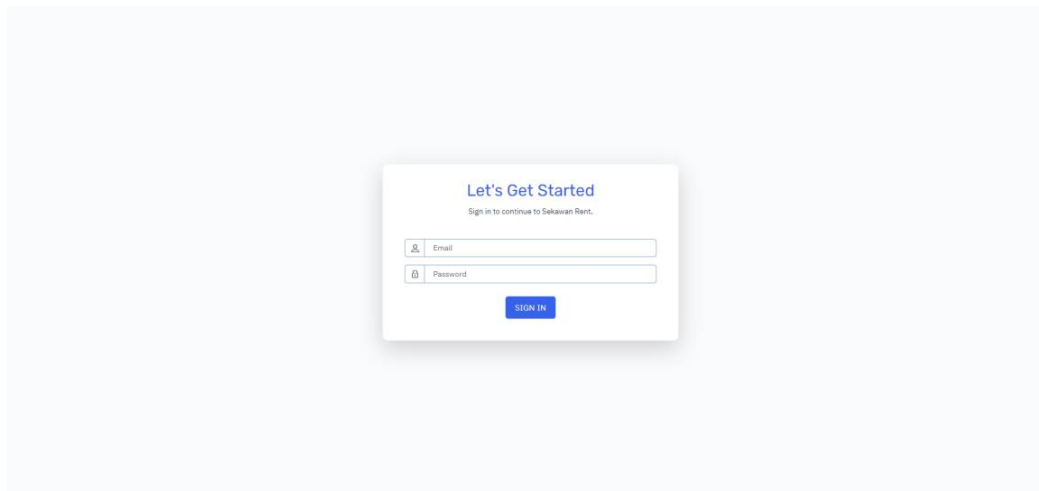 Let's Get Started
Sign in to continue to Sekawan Rent.
Email
Password
SIGN IN